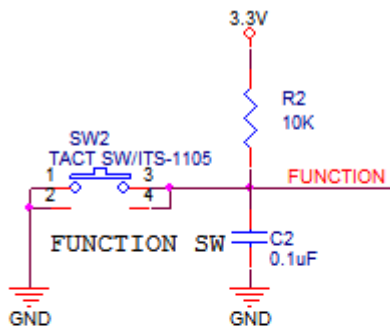 3.3V
R2
10K
SW2
TACT SW/ITS-1105
1 3
2 4
FUNCTION
FUNCTION SW
C2
0.1uF
GND
GND